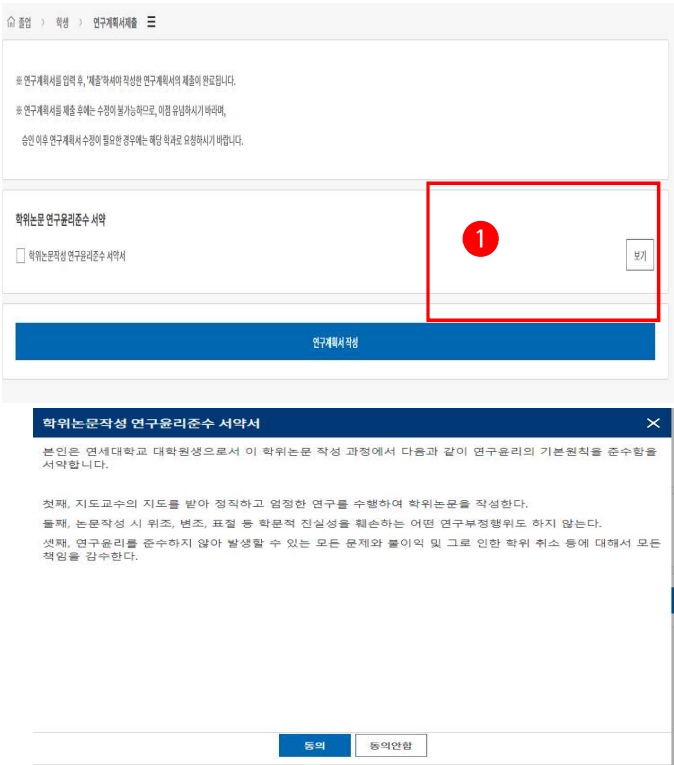 졸업 > 학생 > 연구계획서제출
※ 연구계획서를 입력 후, '제출'하셔야 작성한 연구계획서의 제출이 완료됩니다.
※ 연구계획서를 제출 후에는 수정이 불가능하므로, 이점 유념하시기 바라며,
승인 이후 연구계획서 수정이 필요한 경우에는 해당 학과로 요청하시기 바랍니다.
학위논문 연구윤리준수 서약
1
학위논문작성 연구윤리준수 서약서
보기
연구계획서 작성
학위논문작성 연구윤리준수 서약서
본인은 연세대학교 대학원생으로서 이 학위논문 작성 과정에서 다음과 같이 연구윤리의 기본원칙을 준수함을
서약합니다.
첫째, 지도교수의 지도를 받아 정직하고 엄정한 연구를 수행하여 학위논문을 작성한다.
둘째, 논문작성 시 위조, 변조, 표절 등 학문적 진실성을 훼손하는 어떤 연구부정행위도 하지 않는다.
셋째, 연구윤리를 준수하지 않아 발생할 수 있는 모든 문제와 불이익 및 그로 인한 학위 취소 등에 대해서 모든
책임을 감수한다.
동의 동의안함